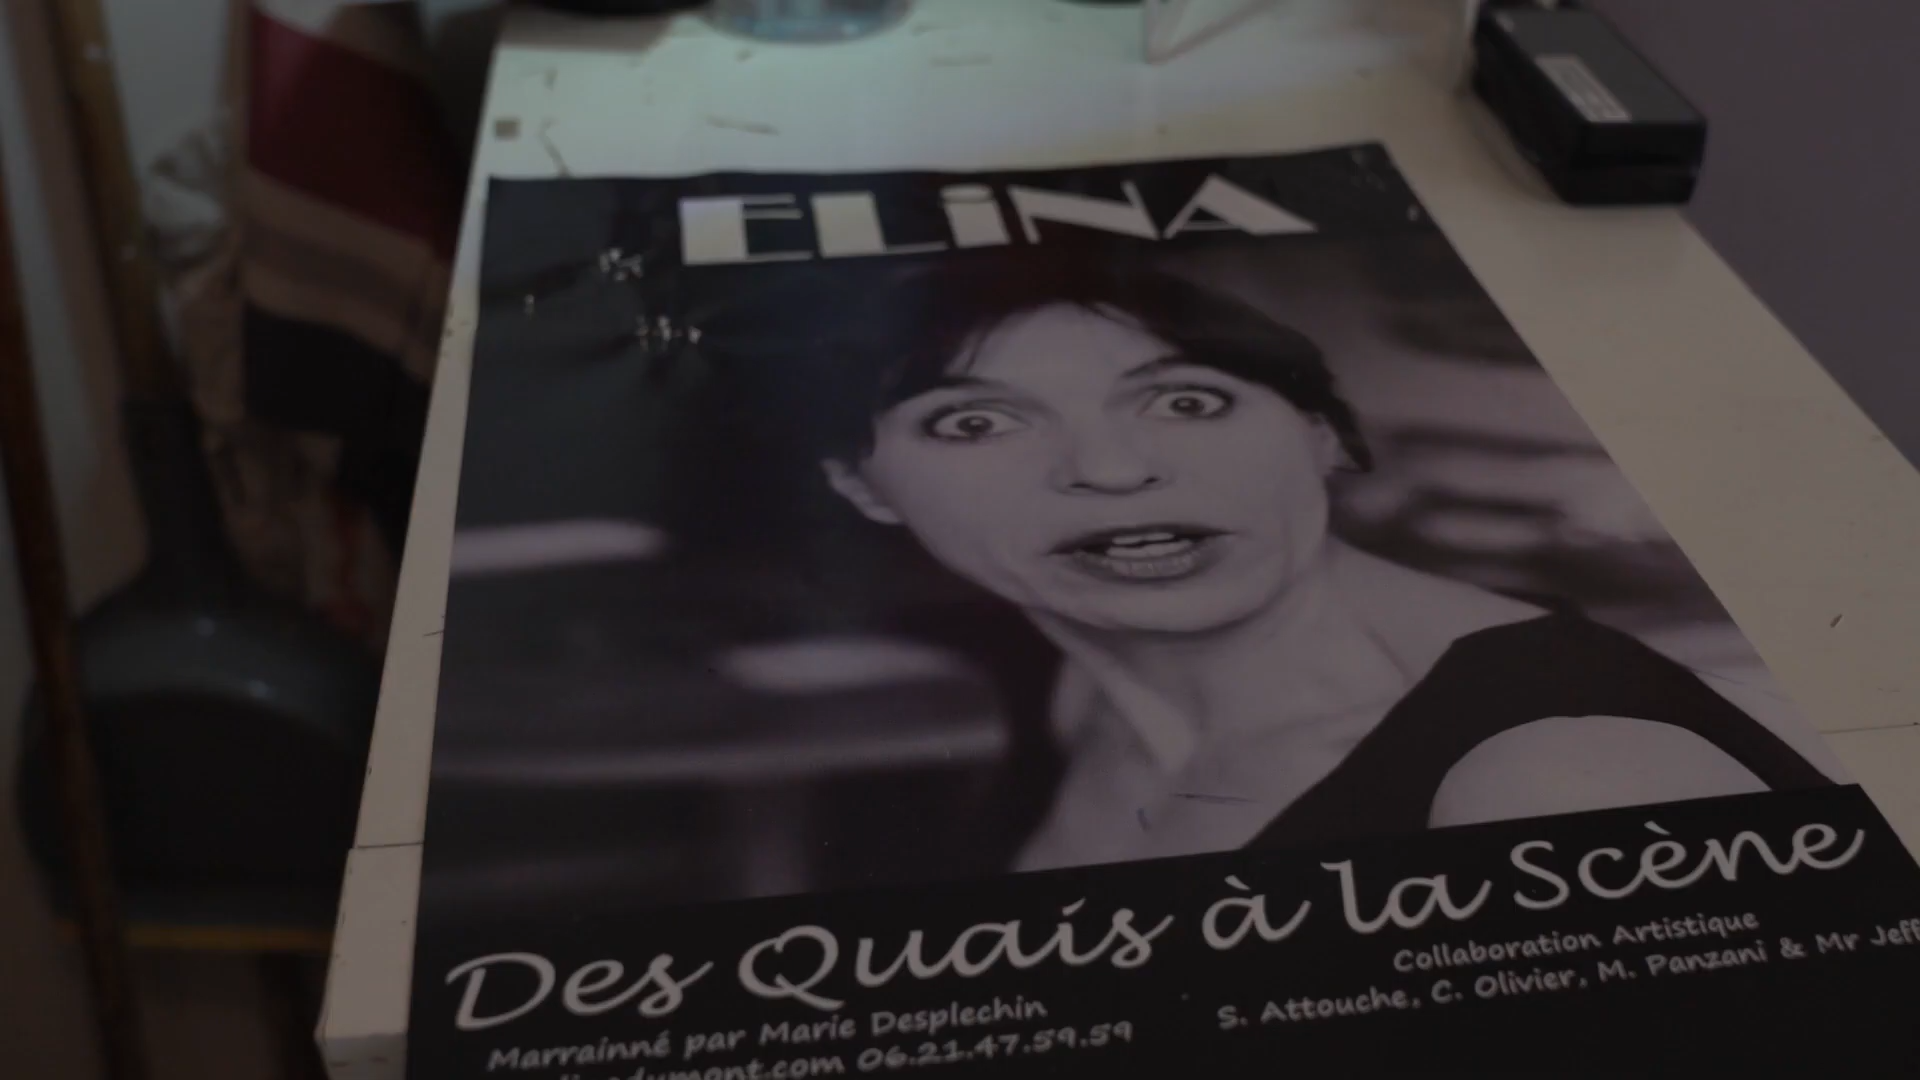 ELiNA
Des Quais à la Scène
Marrainné par Marie Desplechin
06.21.47.59.59
Collaboration Artistique
S. Attouche, C. Olivier, M. Panzani & Mr Jeff